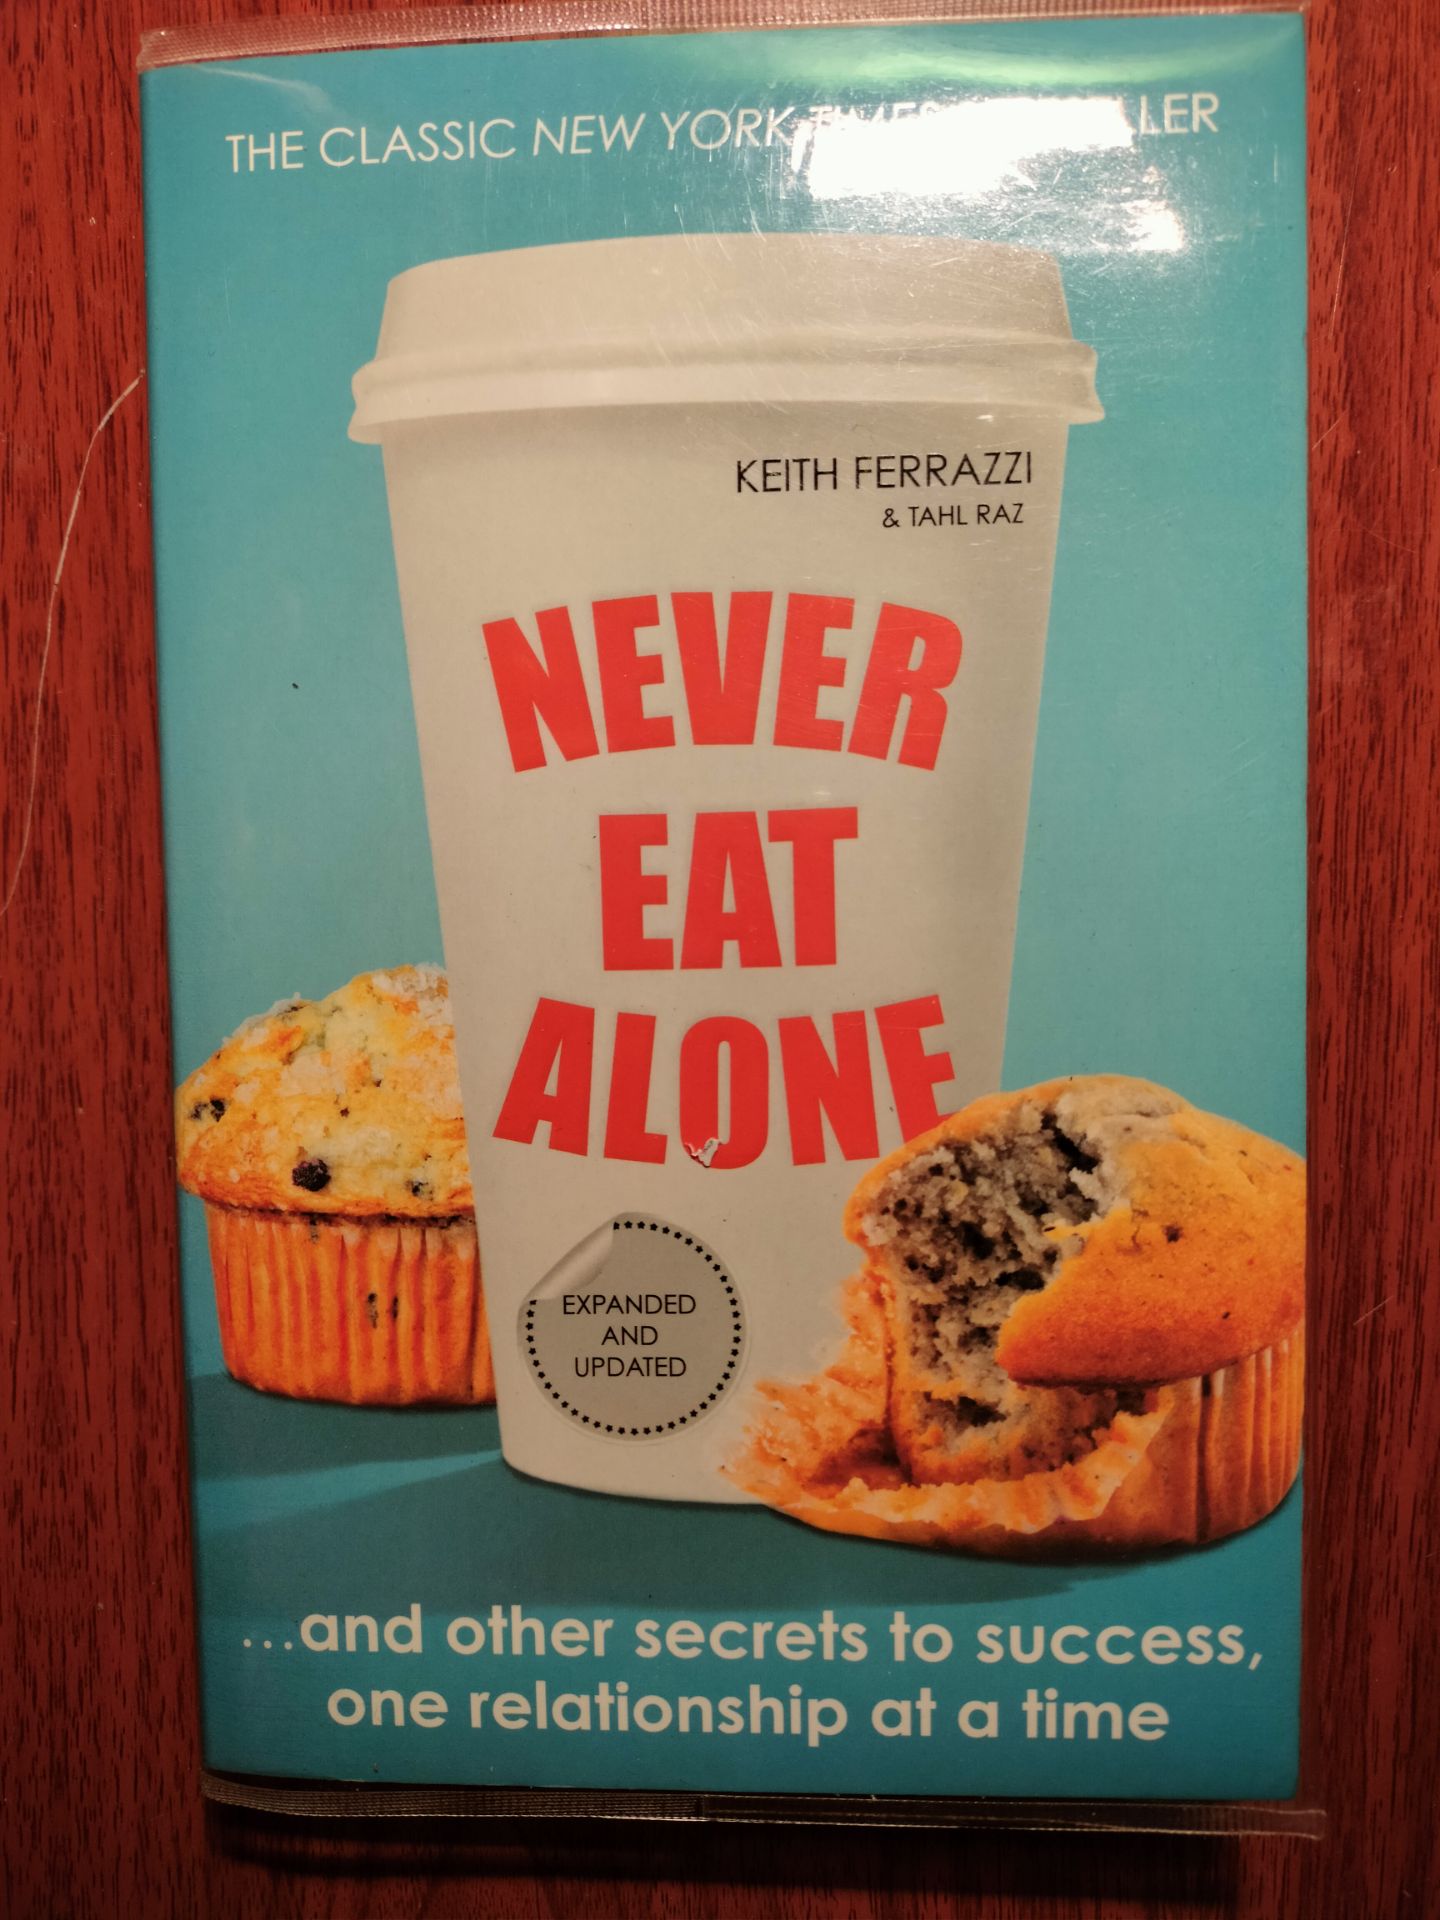 THE CLASSIC NEW YORK TIMES
KEITH FERRAZZI
& TAHL RAZ
NEVER
EAT
ALONE
EXPANDED
AND
UPDATED
...and other secrets to success,
one relationship at a time